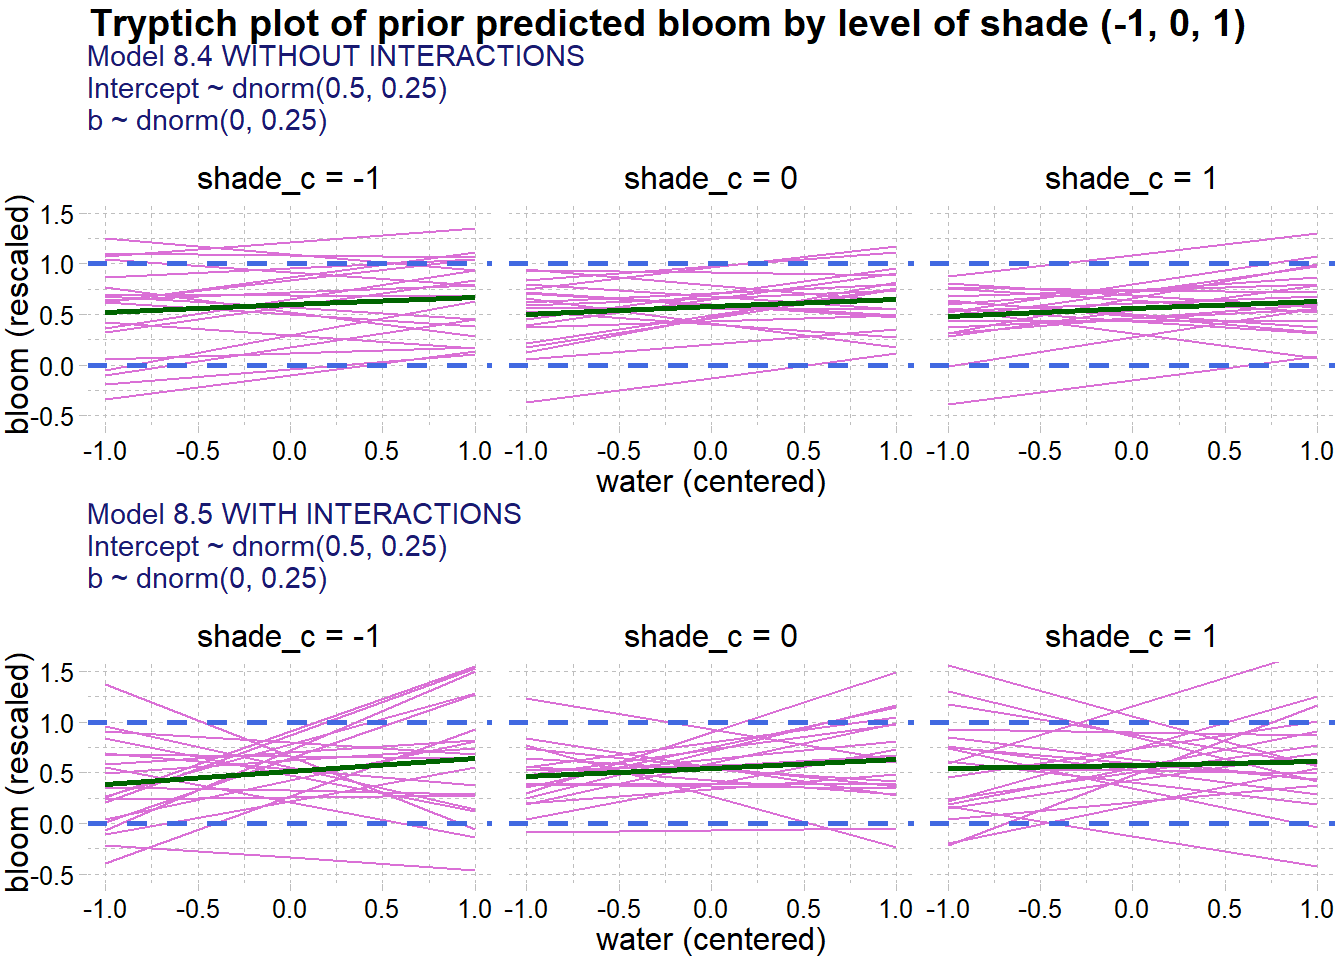 Tryptich plot of prior predicted bloom by level of shade (-1, 0, 1)
Model 8.4 WITHOUT INTERACTIONS
Intercept ~ dnorm(0.5, 0.25)
b ~ dnorm(0, 0.25)
shade_c = -1 shade_c = 0 shade_c = 1
bloom (rescaled)
1.5
1.0
0.5
0.0
-0.5
-1.0 -0.5 0.0 0.5 1.0 -1.0 -0.5 0.0 0.5 1.0 -1.0 -0.5 0.0 0.5 1.0
water (centered)
Model 8.5 WITH INTERACTIONS
Intercept ~ dnorm(0.5, 0.25)
b ~ dnorm(0, 0.25)
shade_c = -1 shade_c = 0 shade_c = 1
bloom (rescaled)
1.5
1.0
0.5
0.0
-0.5
-1.0 -0.5 0.0 0.5 1.0 -1.0 -0.5 0.0 0.5 1.0 -1.0 -0.5 0.0 0.5 1.0
water (centered)